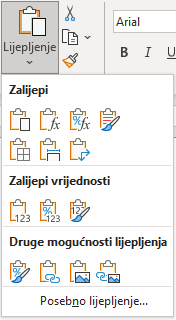 Lijepljenje
Arial
B
Zalijepi
Zalijepi vrijednosti
Druge mogućnosti lijepljenja
Posebno lijepljenje...